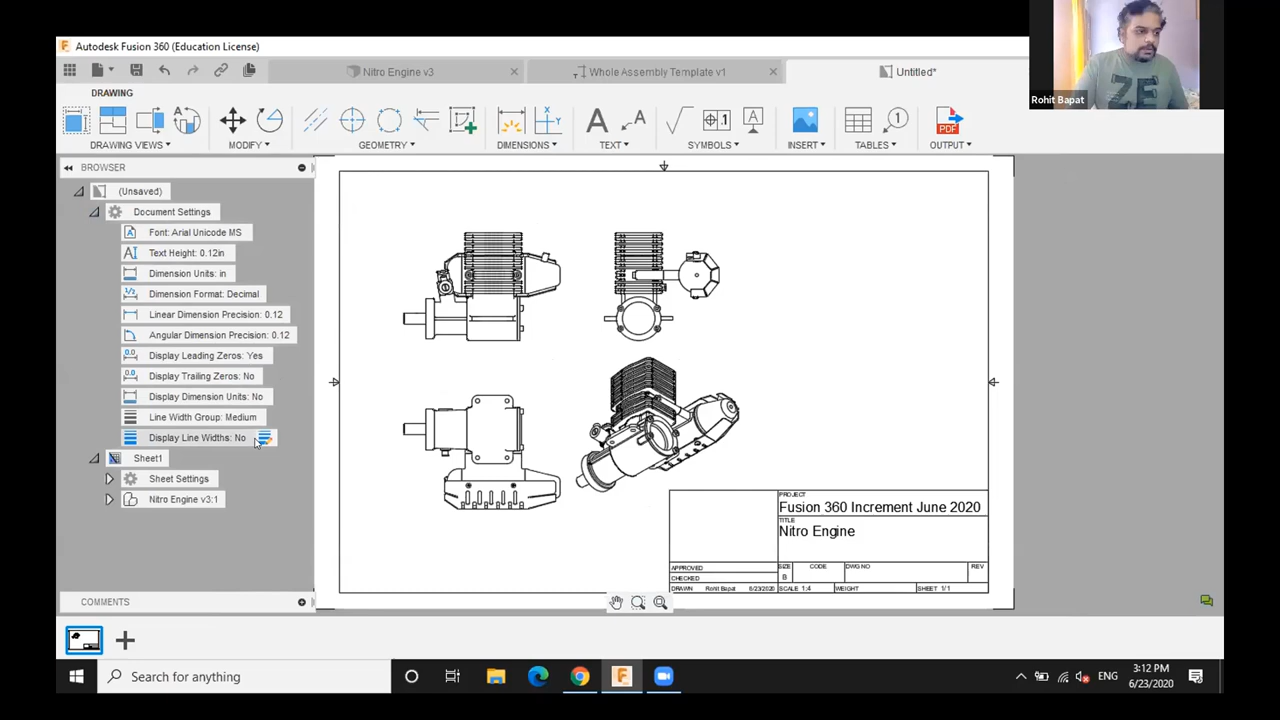 Autodesk Fusion 360 (Education License)
Nitro Engine v3
Whole Assembly Template v1
Untitled*
Rohit Bapat
DRAWING
DRAWING VIEWS
MODIFY
GEOMETRY
DIMENSIONS
TEXT
SYMBOLS
INSERT
TABLES
OUTPUT
PDF
BROWSER
(Unsaved)
Document Settings
Font: Arial Unicode MS
Text Height: 0.12in
Dimension Units: in
Dimension Format: Decimal
Linear Dimension Precision: 0.12
Angular Dimension Precision: 0.12
Display Leading Zeros: Yes
Display Trailing Zeros: No
Display Dimension Units: No
Line Width Group: Medium
Display Line Widths: No
Sheet1
Sheet Settings
Nitro Engine v3:1
PROJECT
Fusion 360 Increment June 2020
TITLE
Nitro Engine
APPROVED
SIZE
CODE
DWG NO
REV
CHECKED
B
DRAWN Rohit Bapat 6/23/2020 SCALE 1:4 WEIGHT SHEET 1/1
COMMENTS
Search for anything
ENG
3:12 PM
6/23/2020